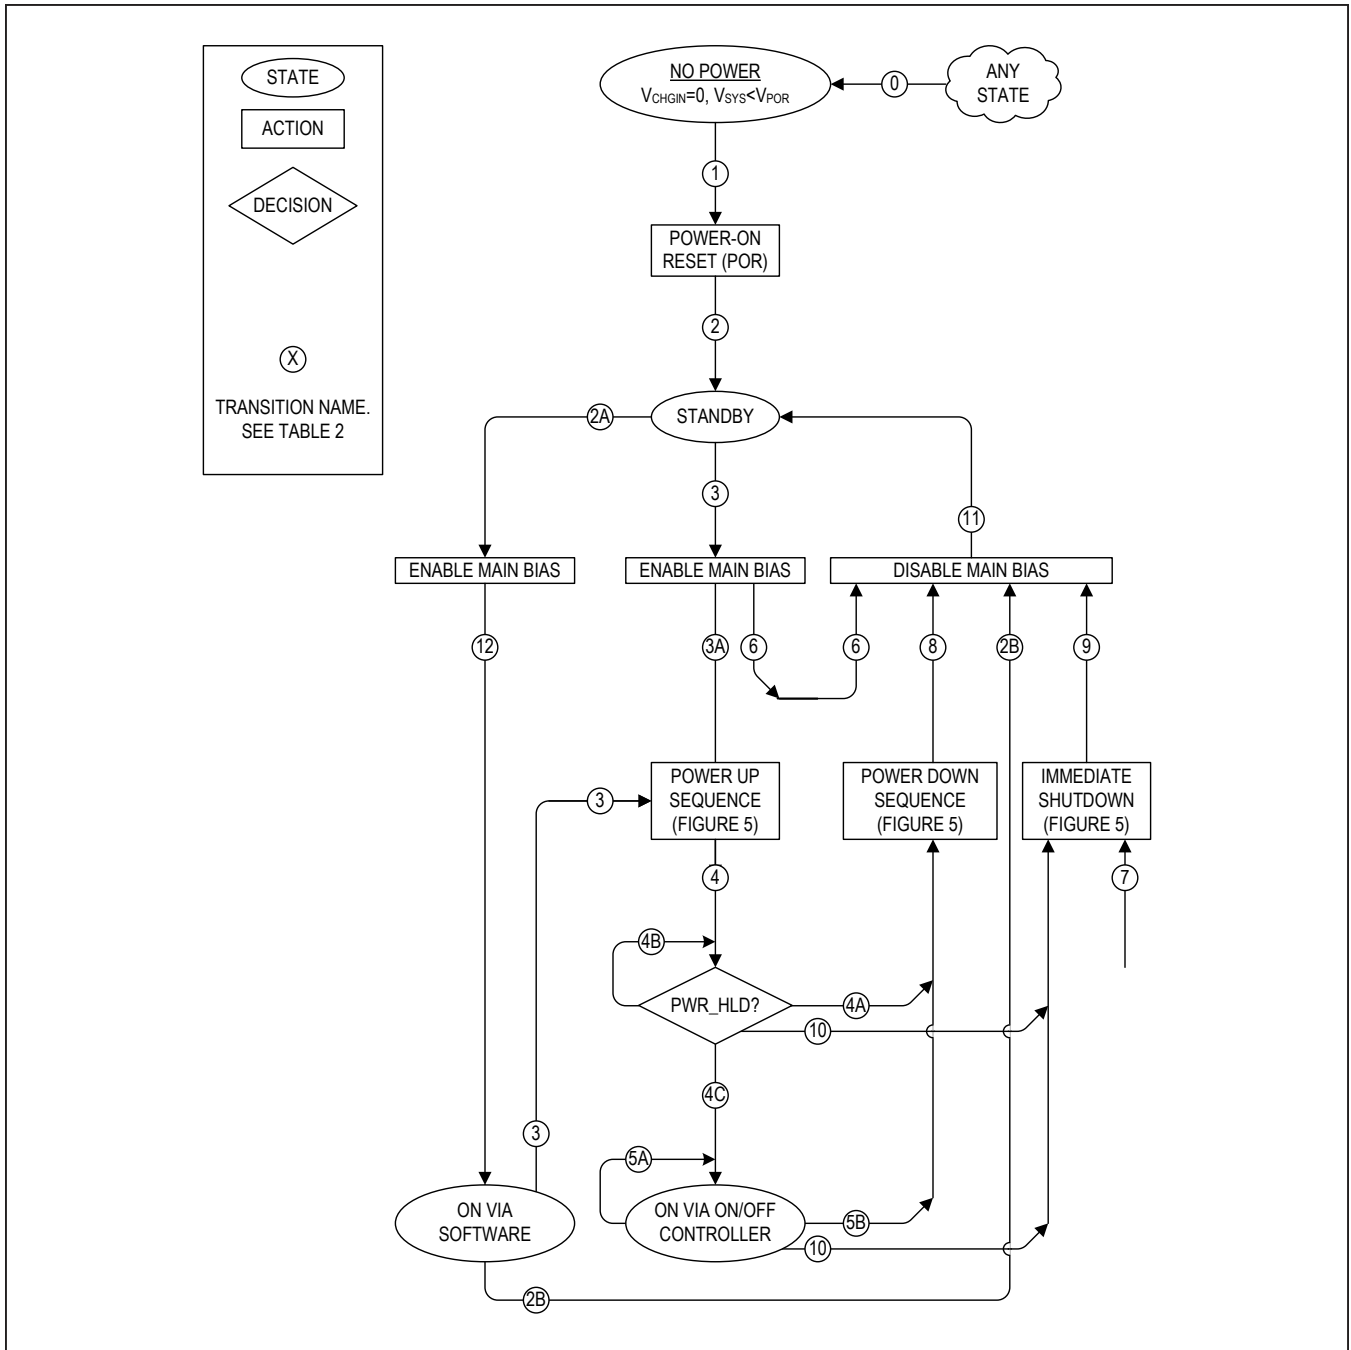 STATE
ACTION
DECISION
X
TRANSITION NAME.
SEE TABLE 2
NO POWER
VCHGIN=0, VSYS<VPOR
0
ANY
STATE
1
POWER-ON
RESET (POR)
2
2A
STANDBY
3
11
ENABLE MAIN BIAS
ENABLE MAIN BIAS
DISABLE MAIN BIAS
12
3A
6
6
8
2B
9
POWER UP
SEQUENCE
(FIGURE 5)
POWER DOWN
SEQUENCE
(FIGURE 5)
IMMEDIATE
SHUTDOWN
(FIGURE 5)
3
4
7
4B
PWR_HLD?
4A
10
4C
3
5A
ON VIA
SOFTWARE
ON VIA ON/OFF
CONTROLLER
5B
10
2B